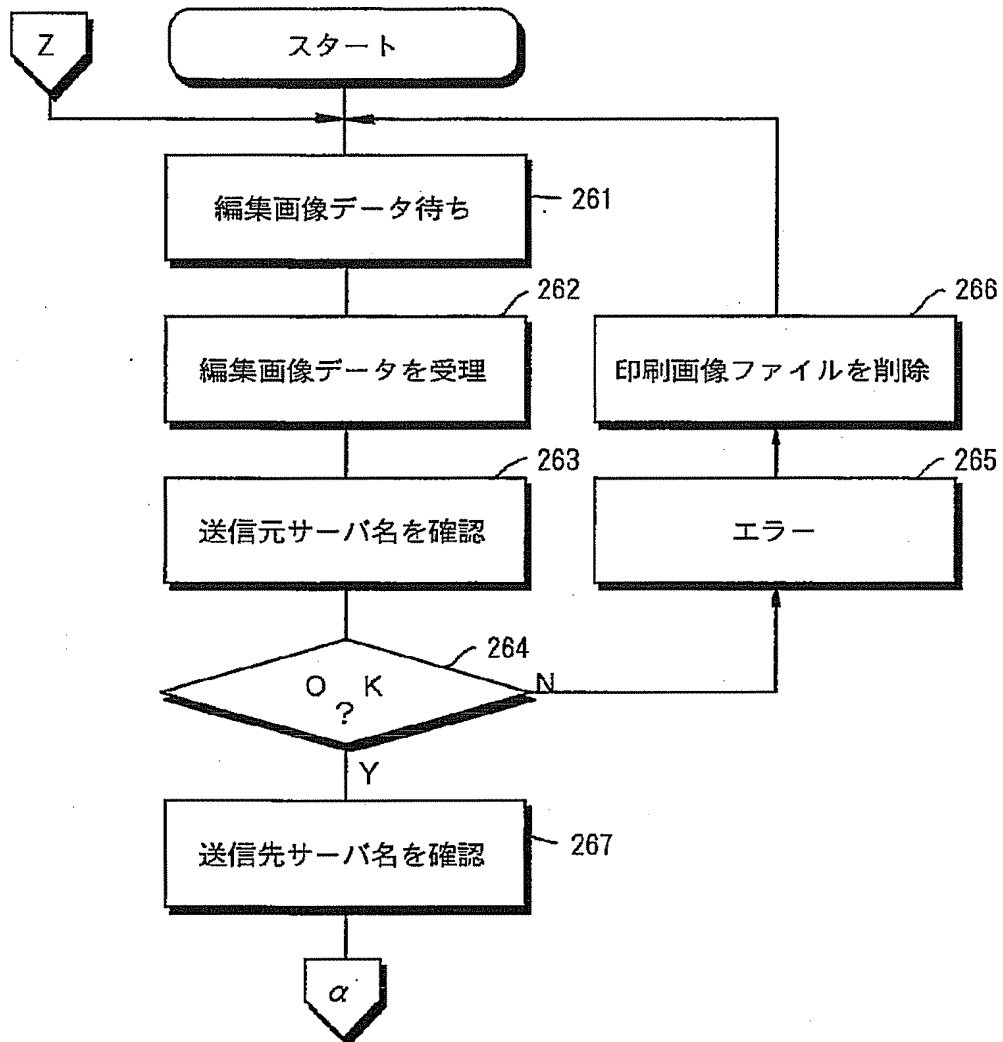 Z
スタート
編集画像データ待ち
261
262
編集画像データを受理
266
印刷画像ファイルを削除
263
送信元サーバ名を確認
265
エラー
264
O K
?
N
Y
送信先サーバ名を確認
267
α